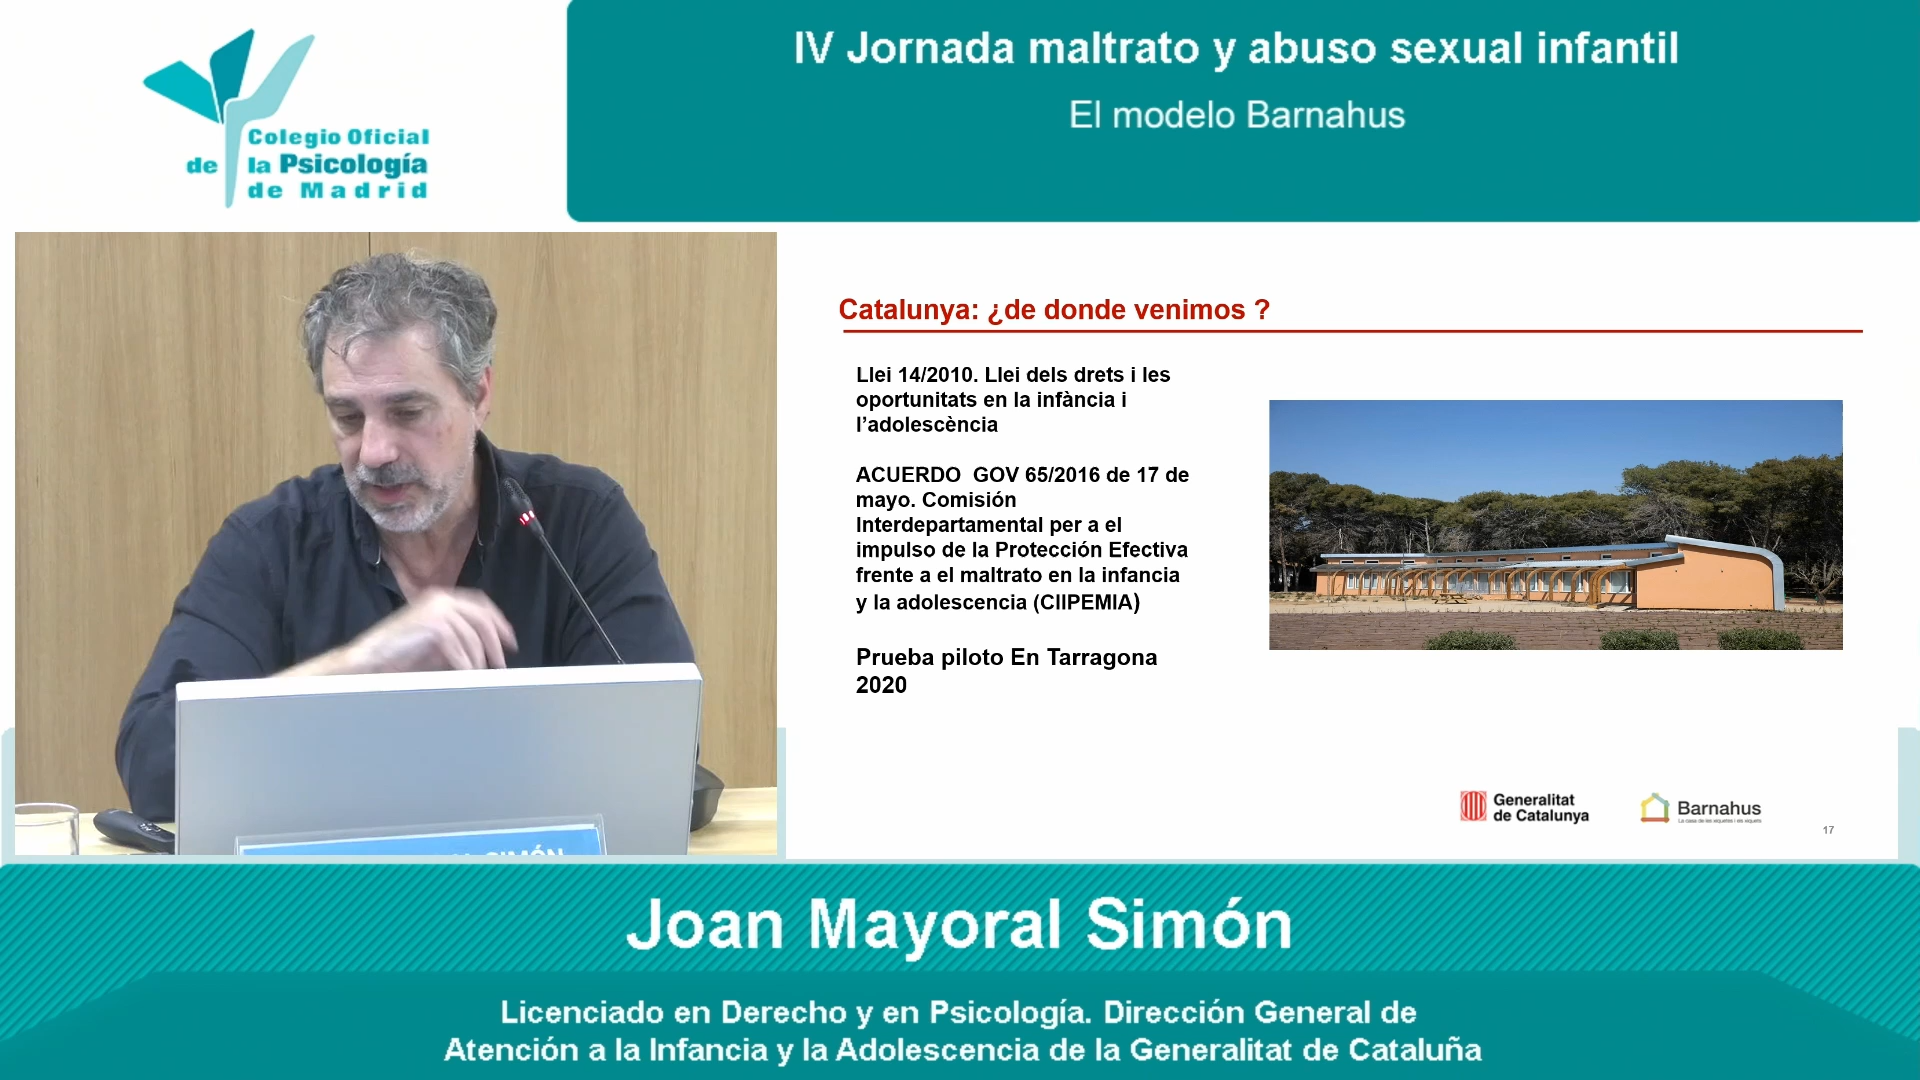 Colegio Oficial
de la Psicología
de Madrid
IV Jornada maltrato y abuso sexual infantil
El modelo Barnahus
Catalunya: ¿de donde venimos ?
Llei 14/2010. Llei dels drets i les
oportunitats en la infància i
l’adolescència
ACUERDO  GOV 65/2016 de 17 de
mayo. Comisión
Interdepartamental per a el
impulso de la Protección Efectiva
frente a el maltrato en la infancia
y la adolescencia (CIIPEMIA)
Prueba piloto En Tarragona
2020
Generalitat
de Catalunya
Barnahus
17
SIMÓN
Joan Mayoral Simón
Licenciado en Derecho y en Psicología. Dirección General de
Atención a la Infancia y la Adolescencia de la Generalitat de Cataluña